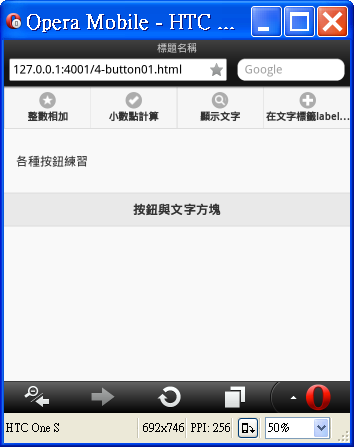 Opera Mobile - HTC ...
標題名稱
127.0.0.1:4001/4-button01.html
Google
整數相加
小數點計算
顯示文字
在文字標籤label...
各種按鈕練習
按鈕與文字方塊
HTC One S
692x746
PPI: 256
50%